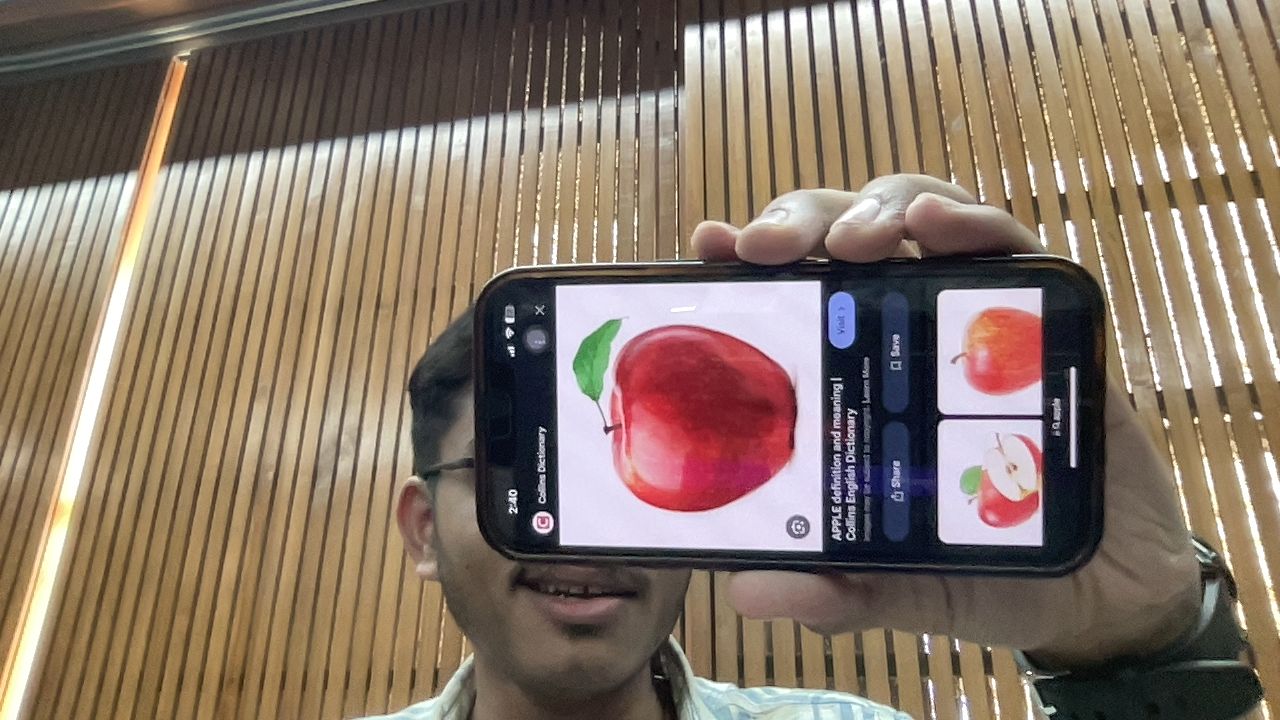 2:40
Collins Dictionary
APPLE definition and meaning |
Collins English Dictionary
Visit >
Images may be subject to copyright. Learn More
Share
Save
apple